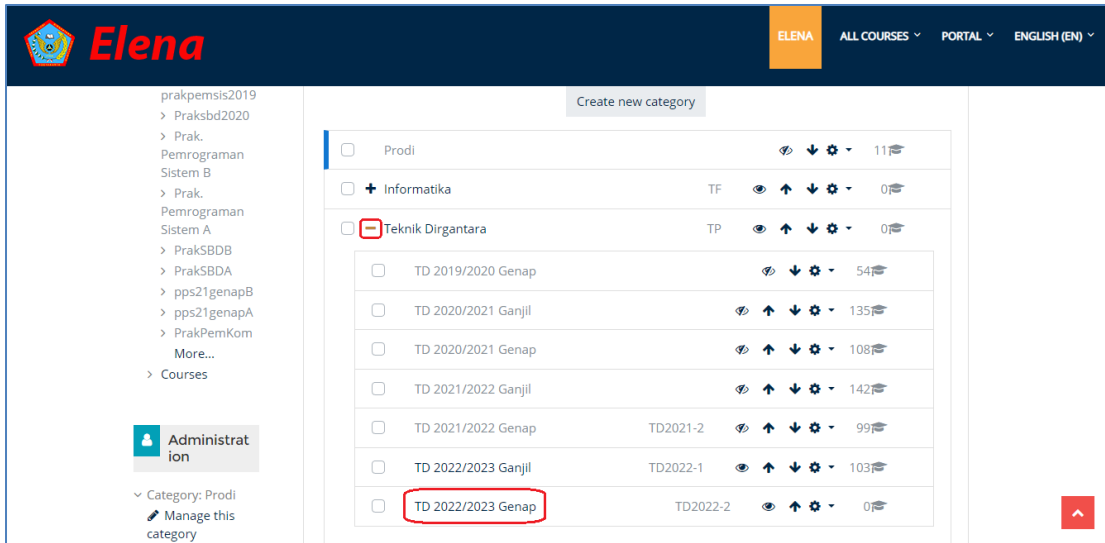 Elena
ELENA
ALL COURSES
PORTAL
ENGLISH (EN)
prakpemsis2019
Praksbd2020
Prak.
Pemrograman
Sistem B
Prak.
Pemrograman
Sistem A
PrakSBDB
PrakSBDA
pps21genapB
pps21genapA
PrakPemKom
More...
Courses
Administrat
ion
Category: Prodi
Manage this
category
Create new category
Prodi 11
Informatika TF 0
Teknik Dirgantara TP 0
TD 2019/2020 Genap 54
TD 2020/2021 Ganjil 135
TD 2020/2021 Genap 108
TD 2021/2022 Ganjil 142
TD 2021/2022 Genap TD2021-2 99
TD 2022/2023 Ganjil TD2022-1 103
TD 2022/2023 Genap TD2022-2 0